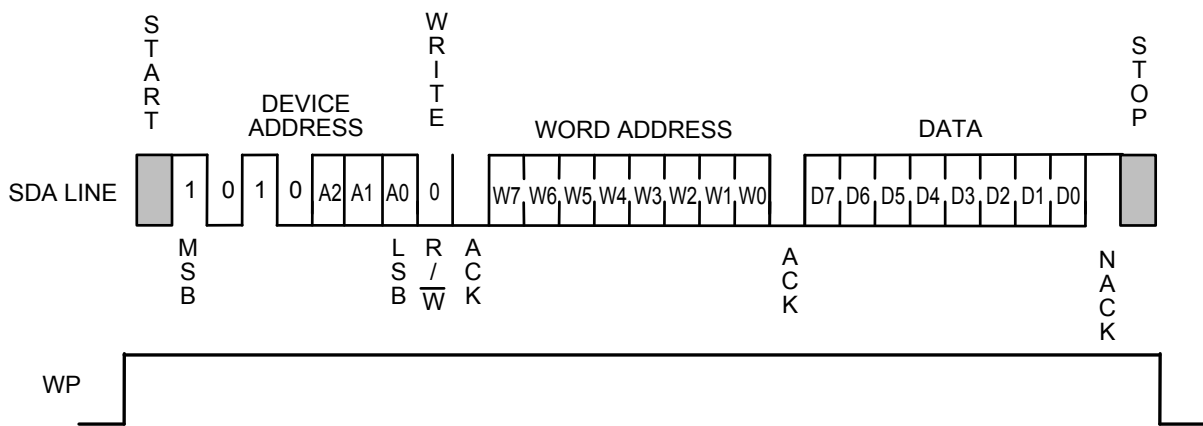 START
WRITE
STOP
DEVICE
ADDRESS
WORD ADDRESS
DATA
SDA LINE
1 0 1 0 A2 A1 A0 0 W7 W6 W5 W4 W3 W2 W1 W0 D7 D6 D5 D4 D3 D2 D1 D0
MSB
LSB
R/W
ACK
ACK
NACK
WP